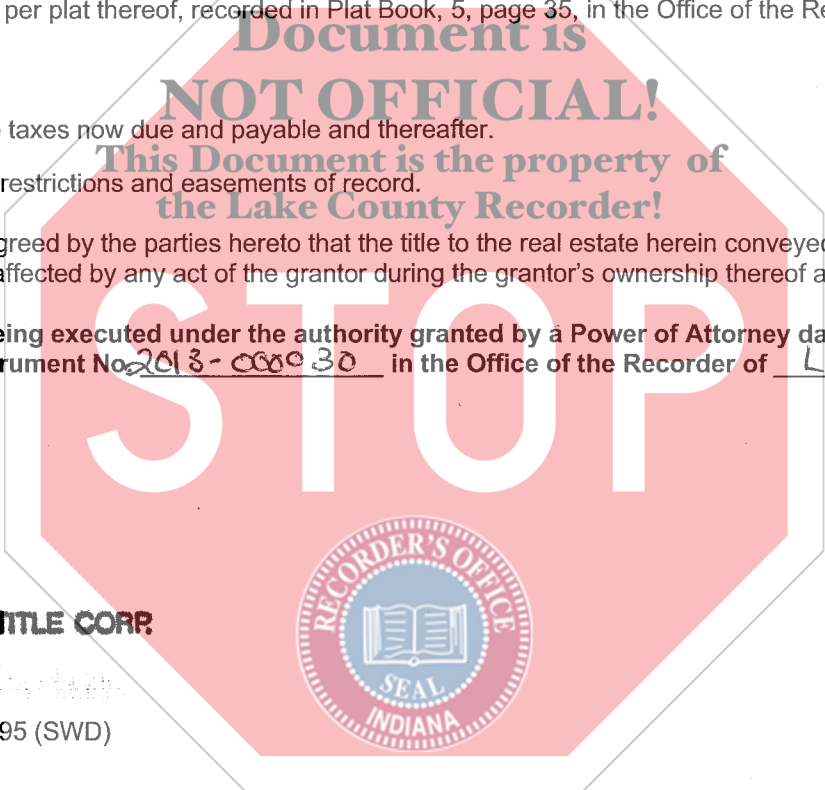 per plat thereof, recorded in Plat Book, 5, page 35, in the Office of the Re
Document is
NOT OFFICIAL!
taxes now due and payable and thereafter.
This Document is the property of
restrictions and easements of record.
the Lake County Recorder!
greed by the parties hereto that the title to the real estate herein conveyed
affected by any act of the grantor during the grantor's ownership thereof a
eing executed under the authority granted by a Power of Attorney da
rument No. 2013-000030 in the Office of the Recorder of L
STOP
RECORDER'S OFFICE
SEAL
INDIANA
TITLE CORP.
95 (SWD)